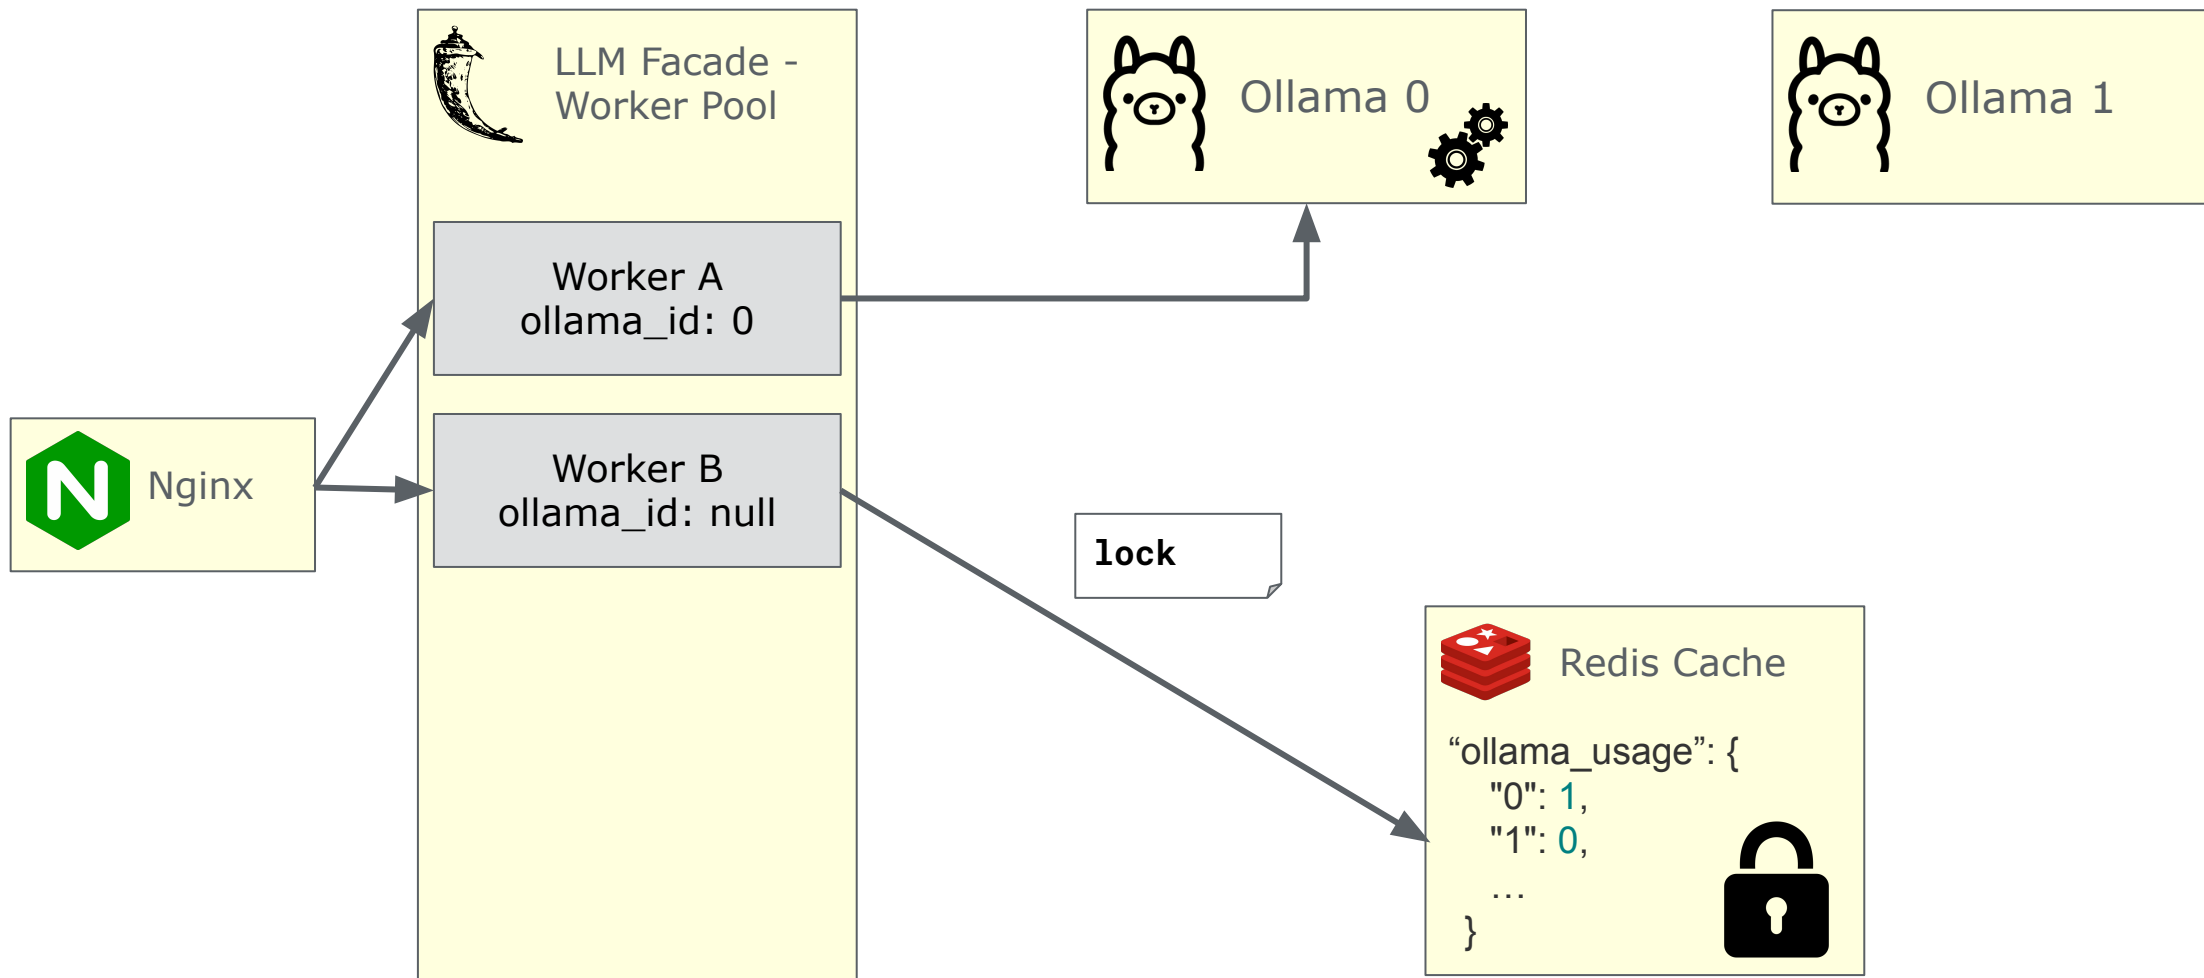 LLM Facade -
Worker Pool
Ollama 0
Ollama 1
Worker A
ollama_id: 0
Nginx
Worker B
ollama_id: null
lock
Redis Cache
“ollama_usage”: {
"0": 1,
"1": 0,
…
}